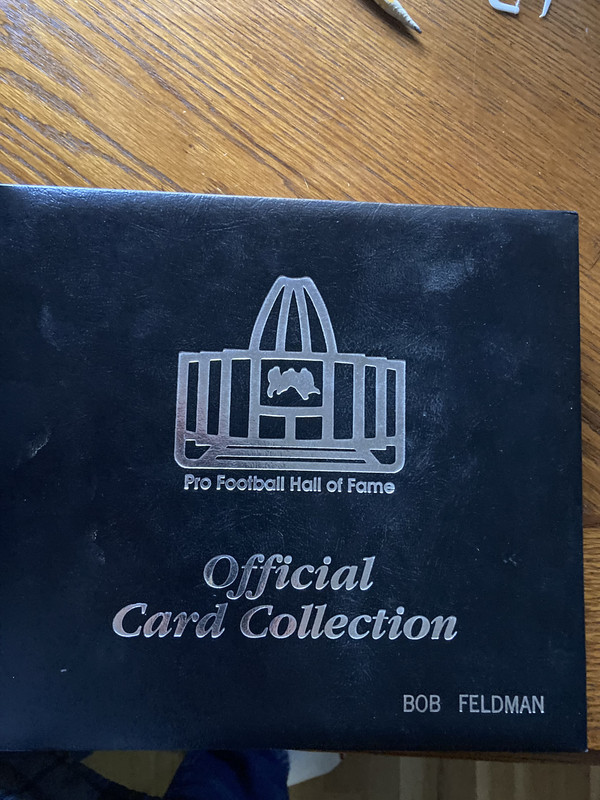 Pro Football Hall of Fame
Official
Card Collection
BOB FELDMAN